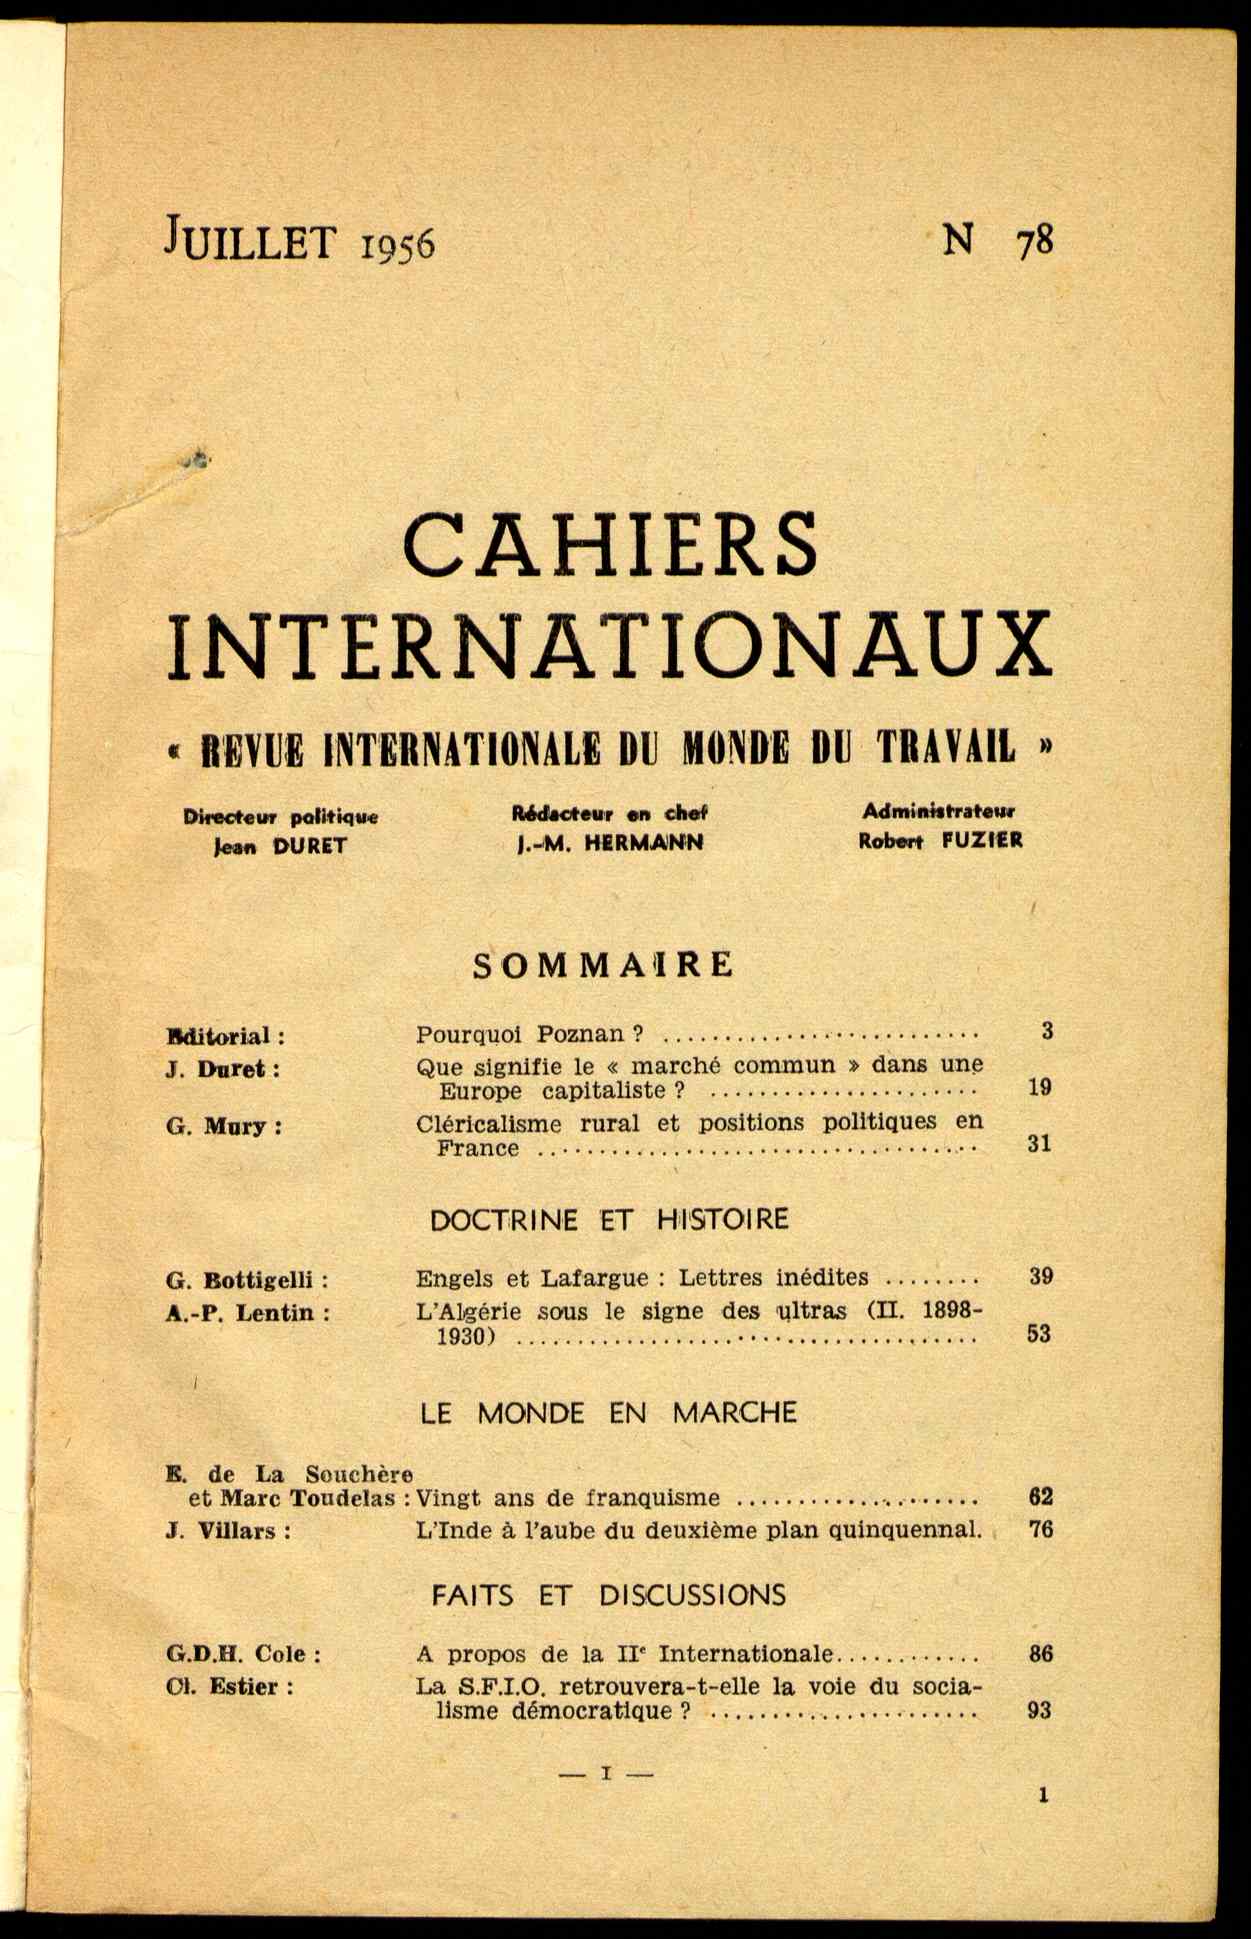 JUILLET 1956 N 78
CAHIERS
INTERNATIONAUX
« REVUE INTERNATIONALE DU MONDE DU TRAVAIL »
Directeur politique Rédacteur en chef Administrateur
Jean DURET J.-M. HERMANN Robert FUZIER
SOMMAIRE
Editorial : Pourquoi Poznan ? .......................... 3
J. Duret : Que signifie le « marché commun » dans une
Europe capitaliste ? ...................... 19
G. Mury : Cléricalisme rural et positions politiques en
France .................................... 31
DOCTRINE ET HISTOIRE
G. Bottigelli : Engels et Lafargue : Lettres inédites ........ 39
A.-P. Lentin : L'Algérie sous le signe des ultras (II. 1898-
1930) ...................................... 53
LE MONDE EN MARCHE
E. de La Souchère
et Marc Toudelas : Vingt ans de franquisme .................... 62
J. Villars : L'Inde à l'aube du deuxième plan quinquennal. 76
FAITS ET DISCUSSIONS
G.D.H. Cole : A propos de la IIe Internationale............ 86
Cl. Estier : La S.F.I.O. retrouvera-t-elle la voie du socia-
lisme démocratique ? ...................... 93
— I —
1